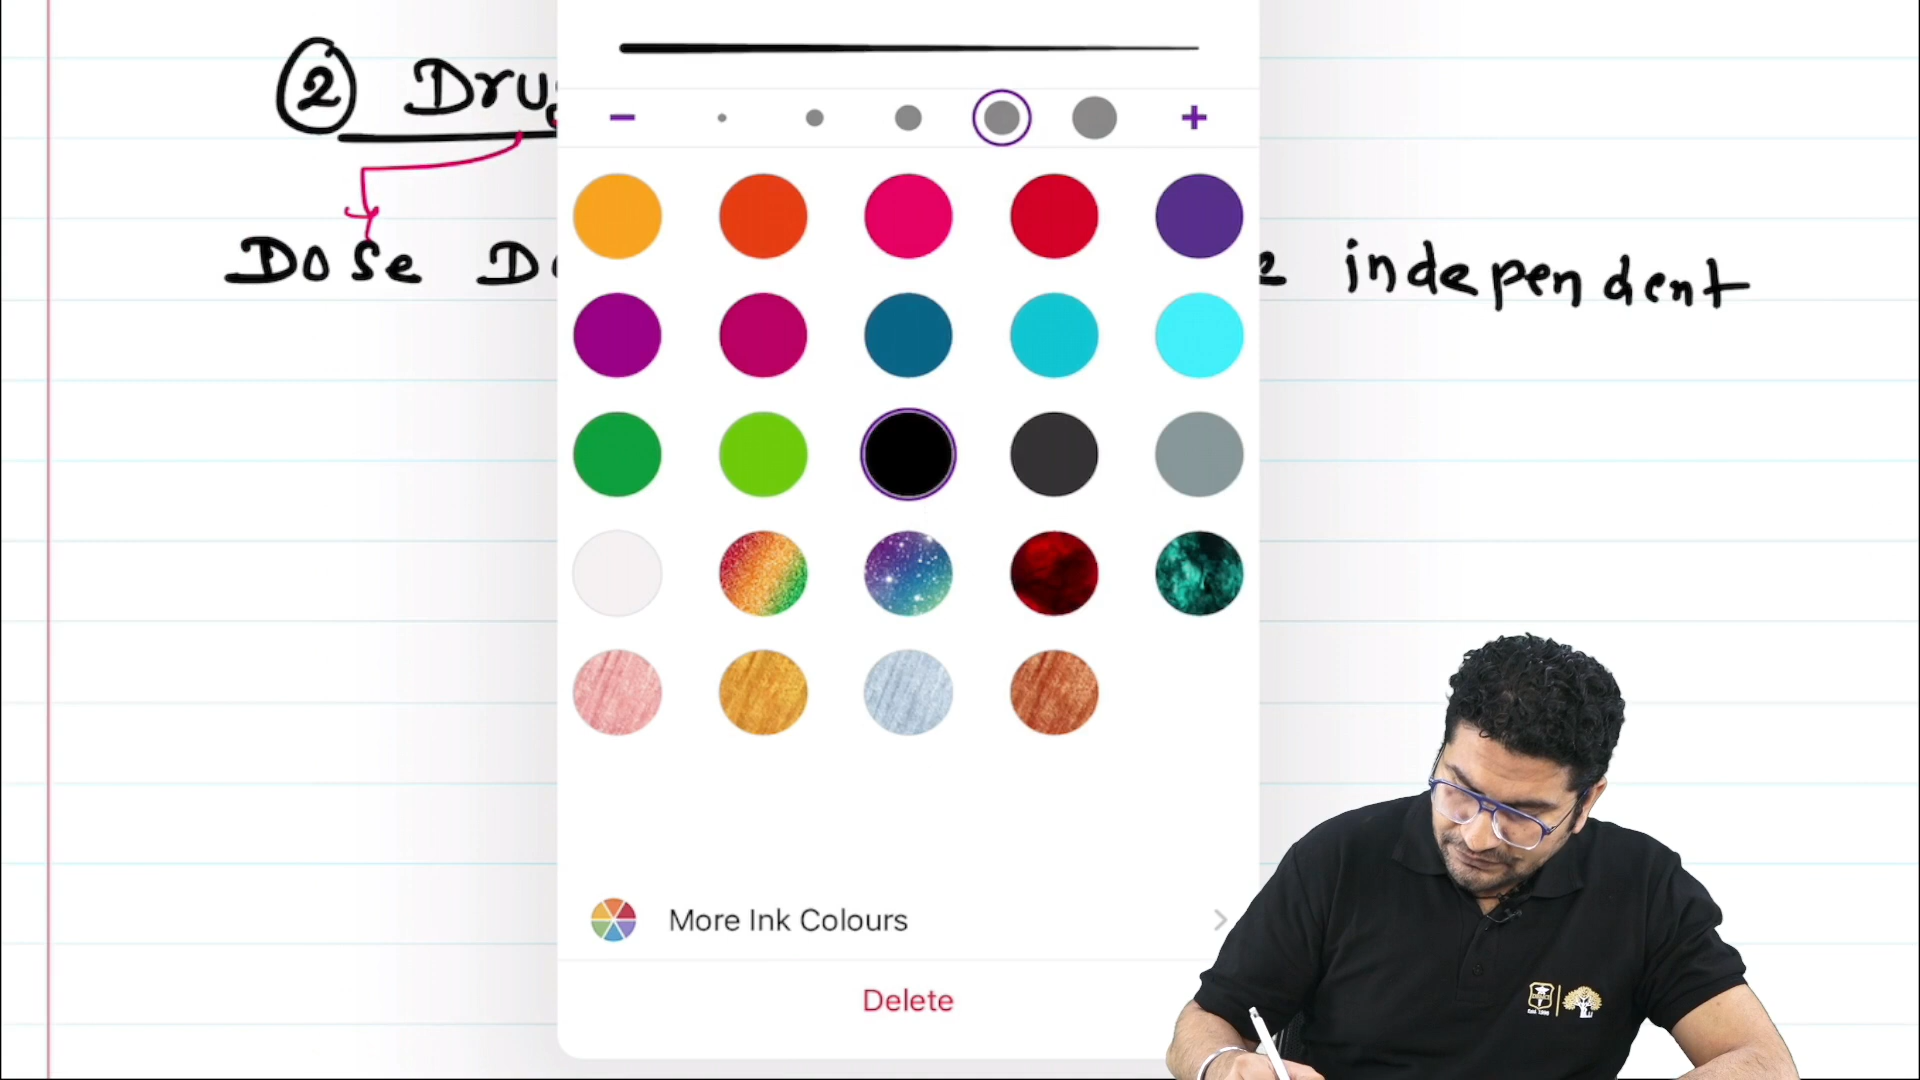 ② Dru
Dose D
independent
More Ink Colours
Delete